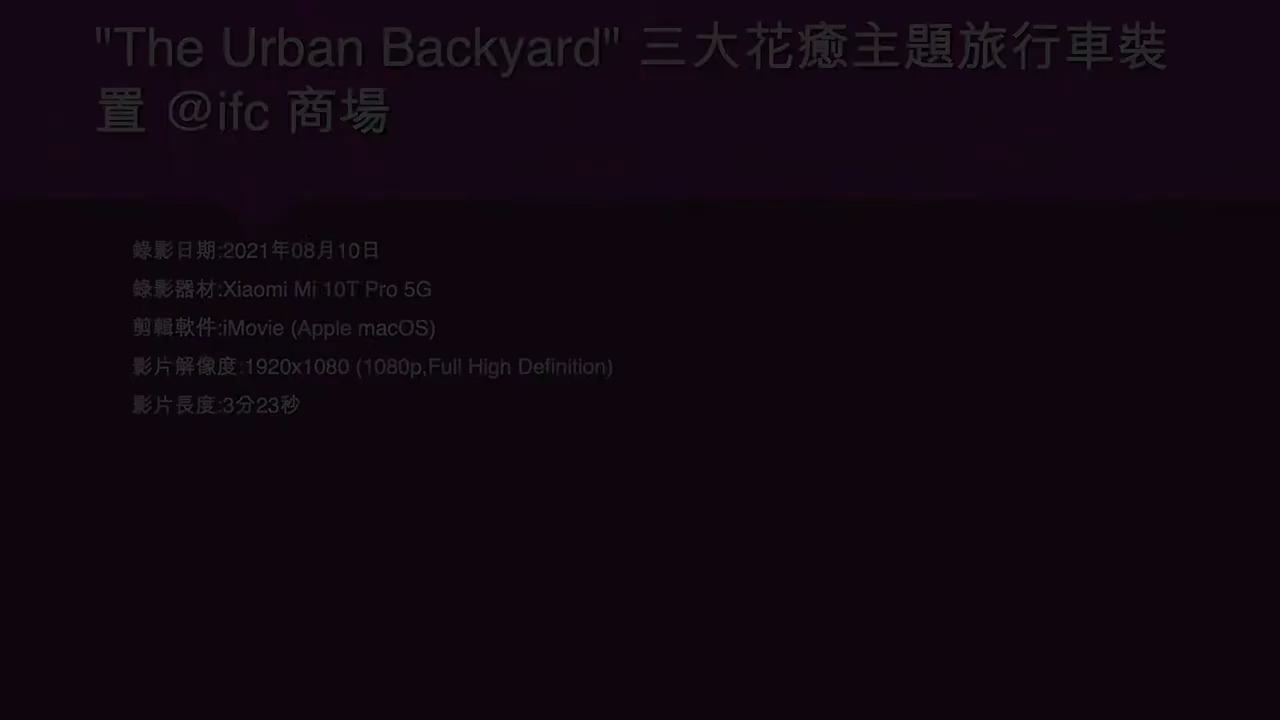 "The Urban Backyard" 三大花癒主題旅行車裝
置 @ifc 商場
錄影日期:2021年08月10日
錄影器材:Xiaomi Mi 10T Pro 5G
剪輯軟件:iMovie (Apple macOS)
影片解像度:1920x1080 (1080p,Full High Definition)
影片長度:3分23秒